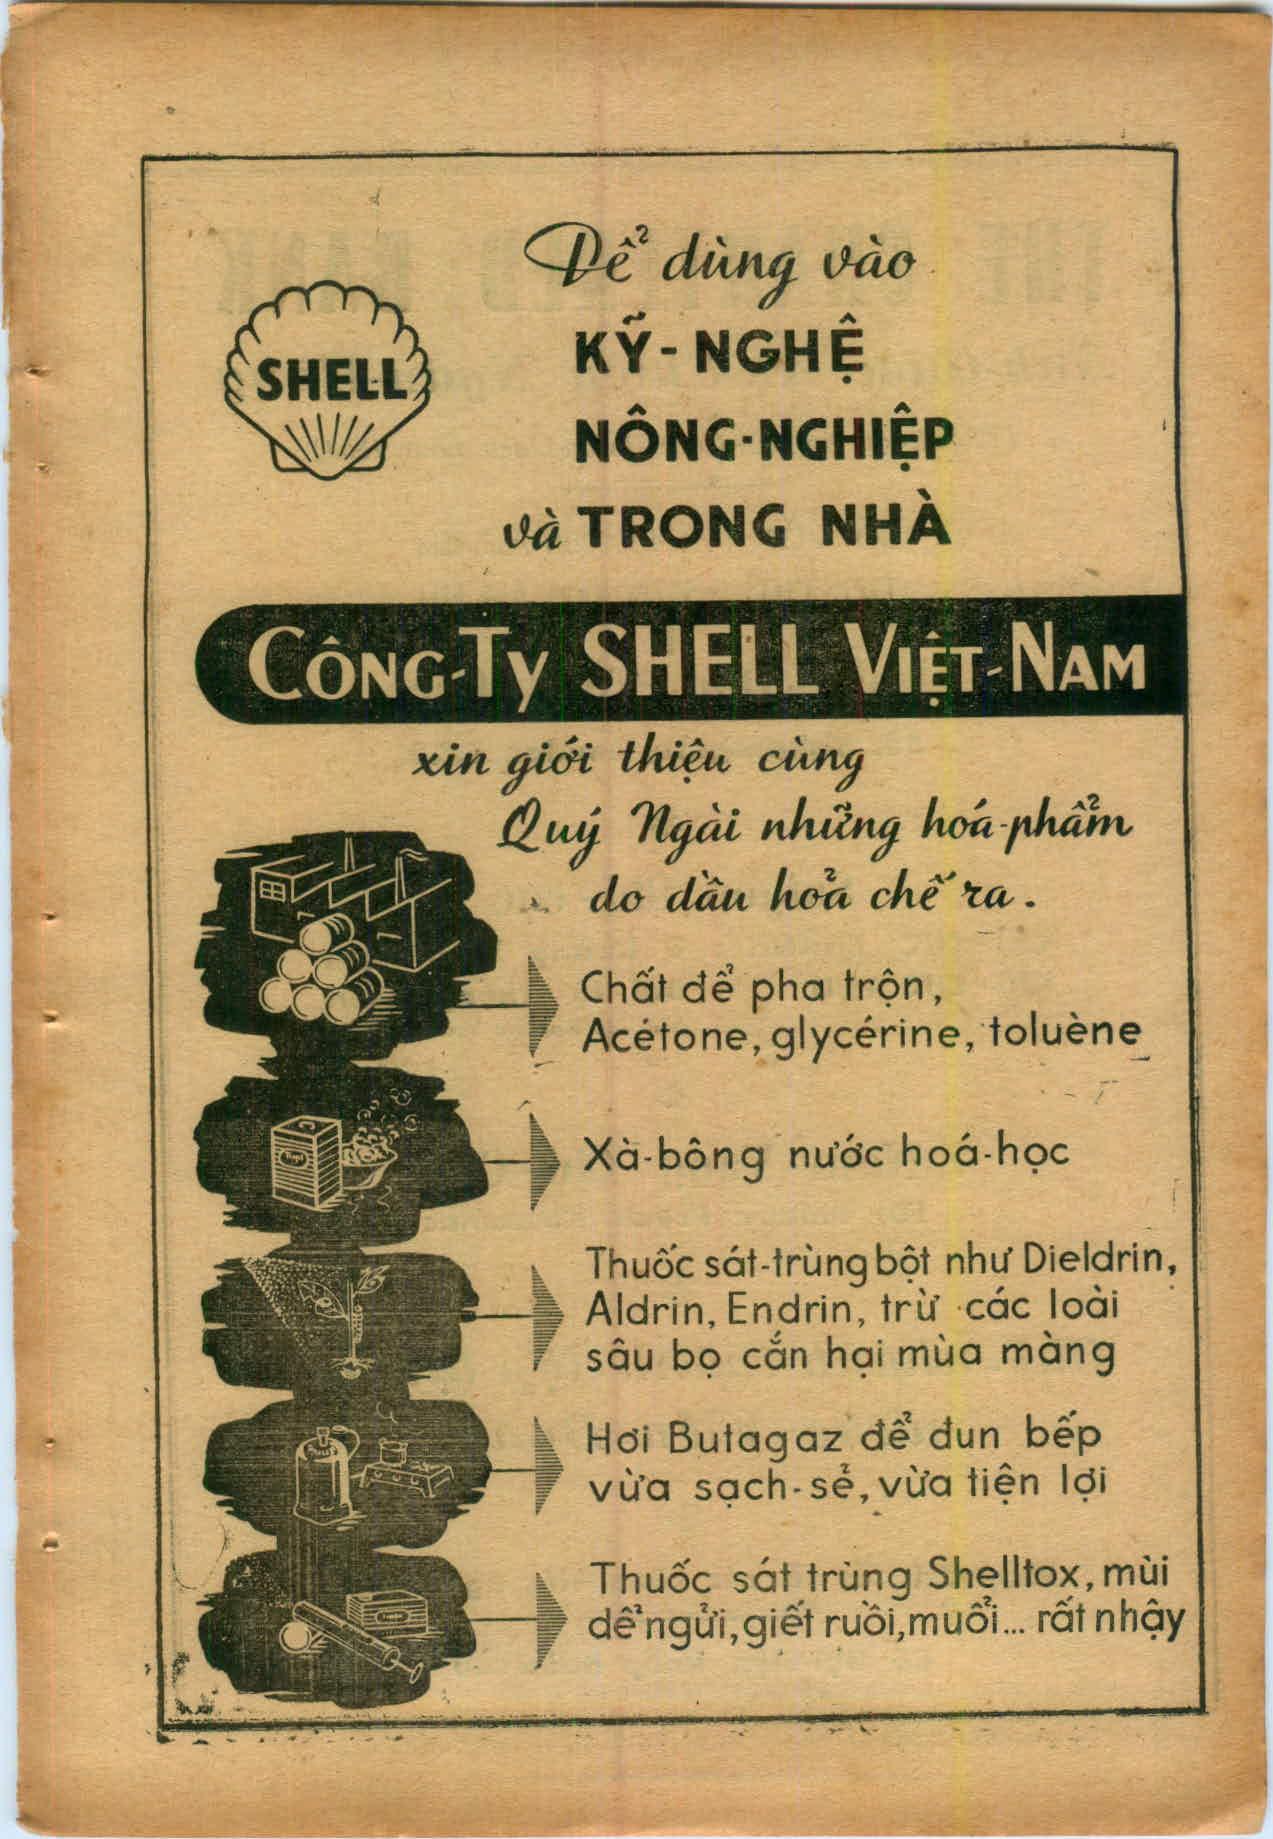 SHELL
Để dùng vào
KỸ-NGHỆ
NÔNG-NGHIỆP
và TRONG NHÀ
CÔNG-TY SHELL VIỆT-NAM
xin giới thiệu cùng
Quý Ngài những hoá-phẩm
do dầu hoả chế ra.
Chất để pha trộn,
Acétone, glycérine, toluène
Xà-bông nước hoá-học
Thuốc sát-trùng bột như Dieldrin,
Aldrin, Endrin, trừ các loài
sâu bọ cắn hại mùa màng
Hơi Butagaz để đun bếp
vừa sạch-sẻ, vừa tiện lợi
Thuốc sát trùng Shelltox, mùi
dể ngửi, giết ruồi, muổi... rất nhậy